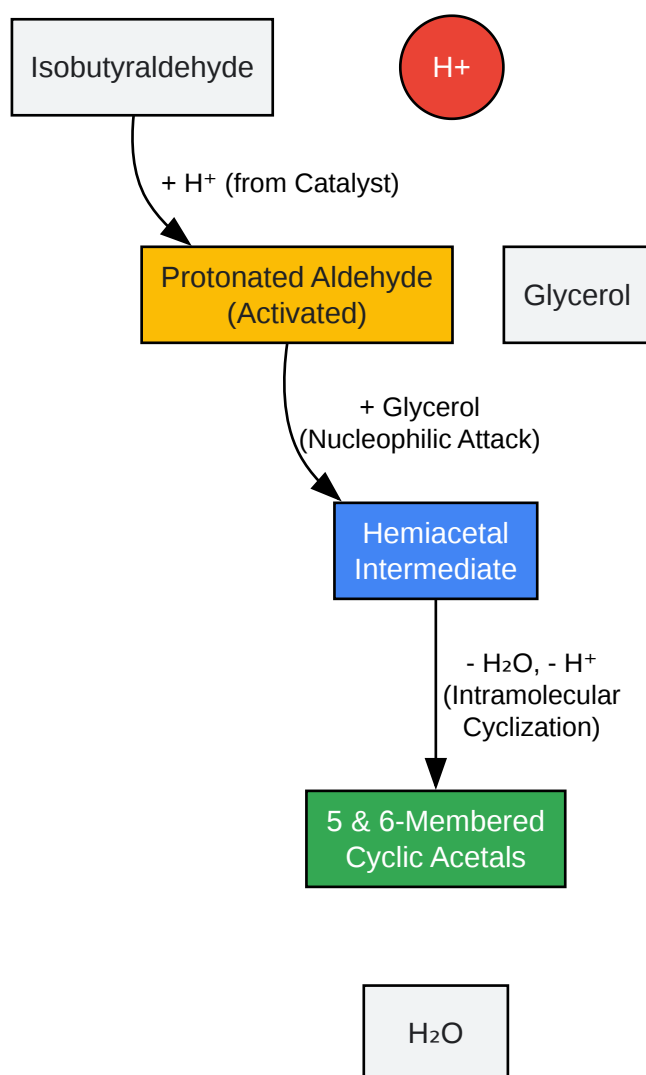 Isobutyraldehyde
H+
+ H⁺ (from Catalyst)
Protonated Aldehyde
(Activated)
Glycerol
+ Glycerol
(Nucleophilic Attack)
Hemiacetal
Intermediate
- H₂O, - H⁺
(Intramolecular
Cyclization)
5 & 6-Membered
Cyclic Acetals
H₂O